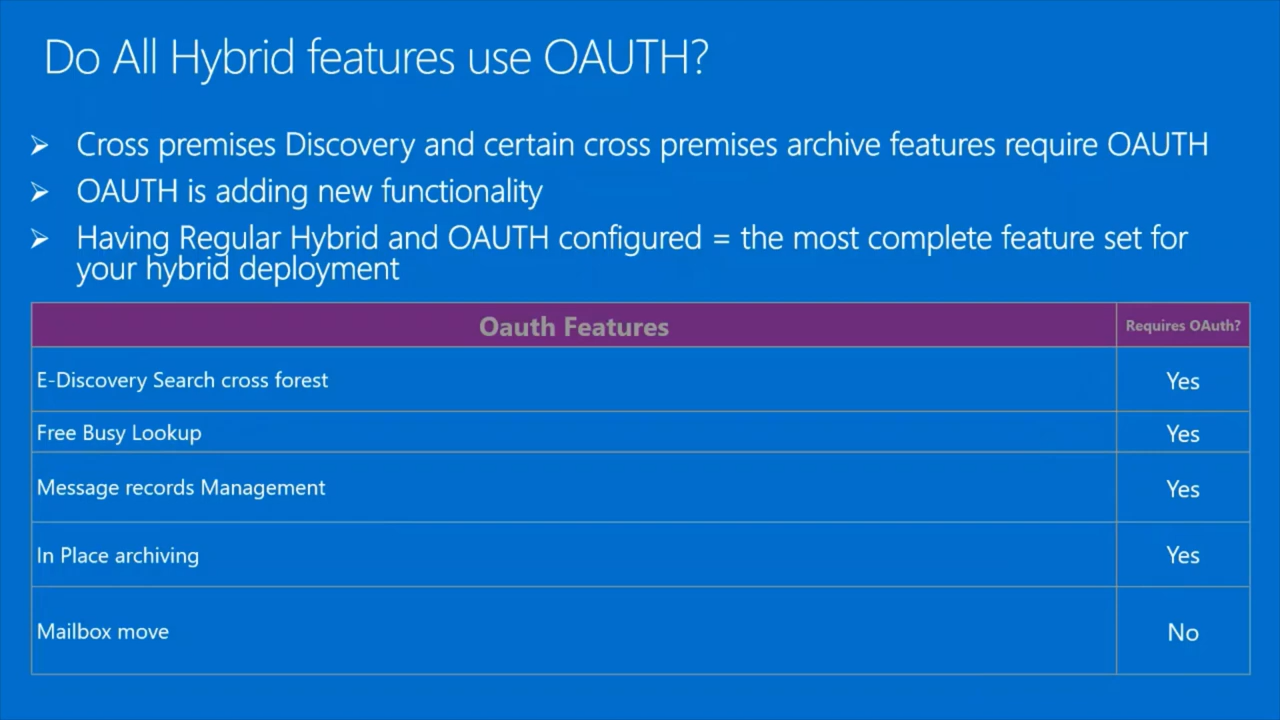 Do All Hybrid features use OAUTH?
➢ Cross premises Discovery and certain cross premises archive features require OAUTH
➢ OAUTH is adding new functionality
➢ Having Regular Hybrid and OAUTH configured = the most complete feature set for
your hybrid deployment
Oauth Features Requires OAuth?
E-Discovery Search cross forest Yes
Free Busy Lookup Yes
Message records Management Yes
In Place archiving Yes
Mailbox move No